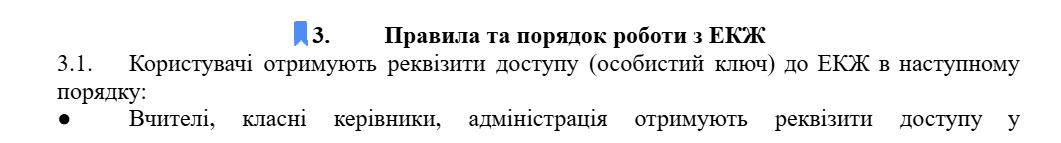 3. Правила та порядок роботи з ЕКЖ
3.1. Користувачі отримують реквізити доступу (особистий ключ) до ЕКЖ в наступному
порядку:
● Вчителі, класні керівники, адміністрація отримують реквізити доступу у